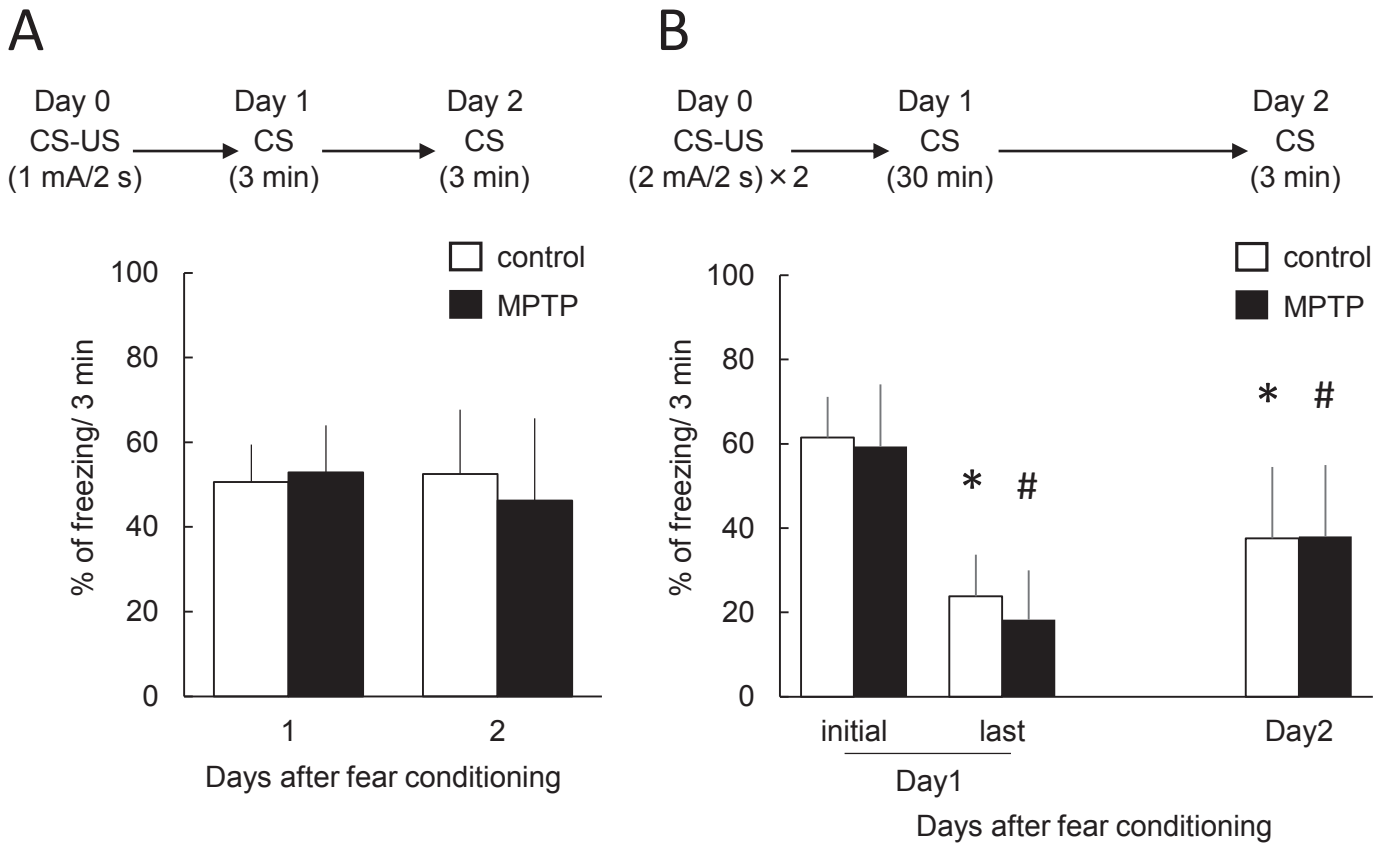 A
Day 0 Day 1 Day 2
CS-US CS CS
(1 mA/2 s) (3 min) (3 min)
control
MPTP
% of freezing/ 3 min
100
80
60
40
20
0
1 2
Days after fear conditioning
B
Day 0 Day 1 Day 2
CS-US CS CS
(2 mA/2 s) × 2 (30 min) (3 min)
control
MPTP
% of freezing/ 3 min
100
80
60
40
20
0
* #
* #
initial last Day2
Day1
Days after fear conditioning